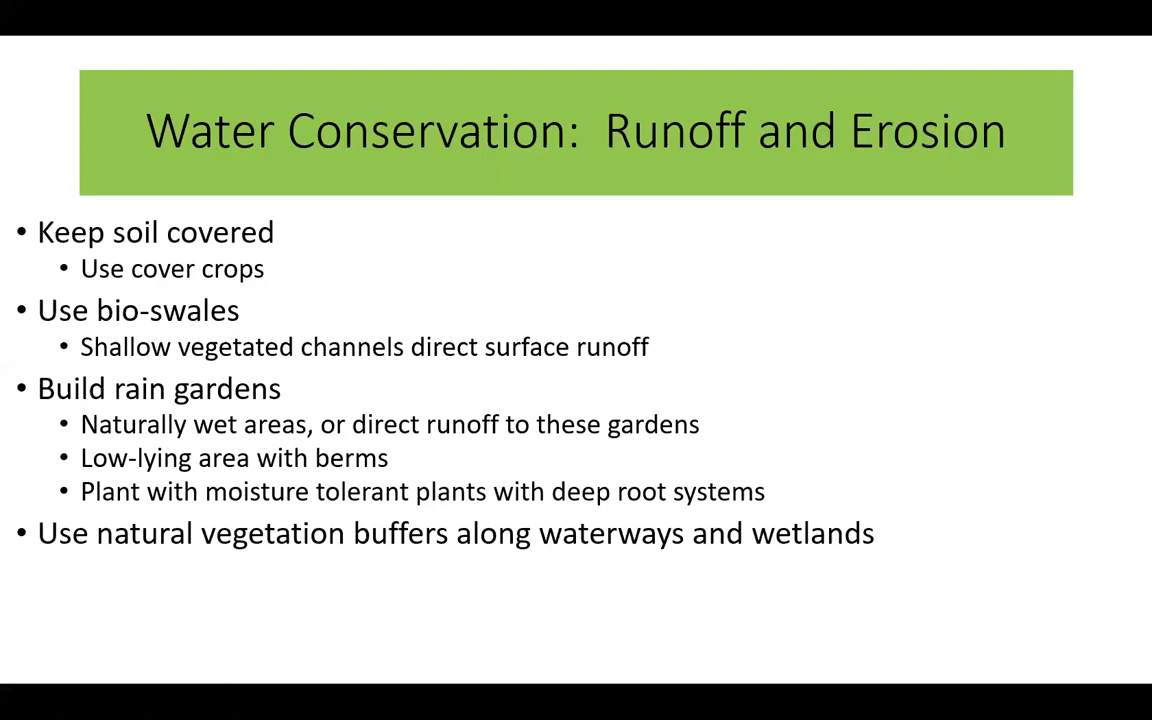 Water Conservation:  Runoff and Erosion
• Keep soil covered
• Use cover crops
• Use bio-swales
• Shallow vegetated channels direct surface runoff
• Build rain gardens
• Naturally wet areas, or direct runoff to these gardens
• Low-lying area with berms
• Plant with moisture tolerant plants with deep root systems
• Use natural vegetation buffers along waterways and wetlands